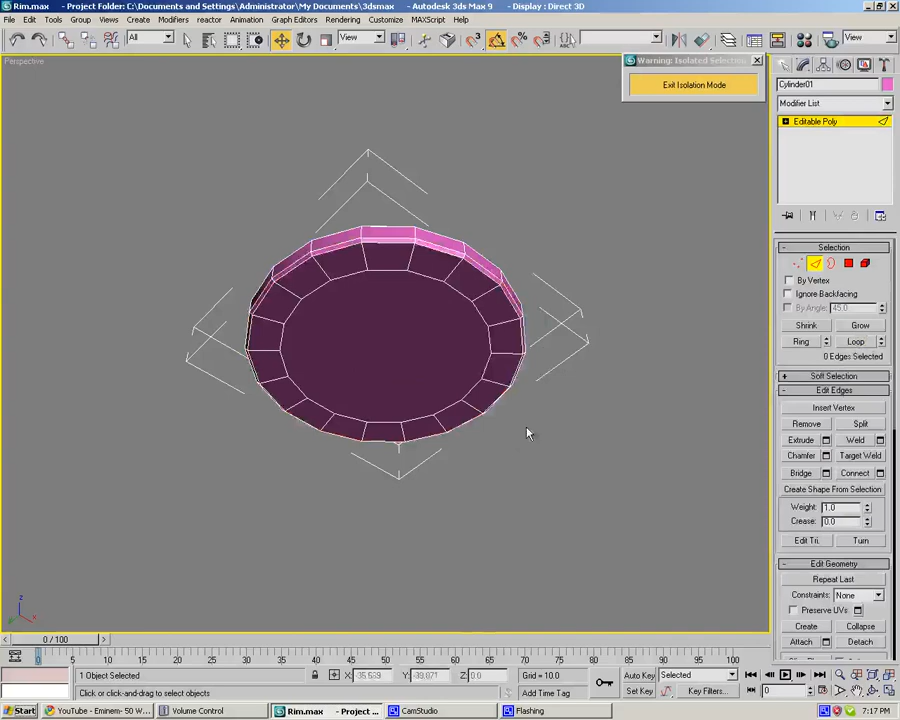 Rim.max - Project Folder: C:\Documents and Settings\Administrator\My Documents\3dsmax - Autodesk 3ds Max 9 - Display : Direct 3D
File Edit Tools Group Views Create Modifiers reactor Animation Graph Editors Rendering Customize MAXScript Help
All View View
Perspective
Warning: Isolated Selection
Exit Isolation Mode
Cylinder01
Modifier List
Editable Poly
Selection
By Vertex
Ignore Backfacing
By Angle: 45.0
Shrink Grow
Ring Loop
0 Edges Selected
Soft Selection
Edit Edges
Insert Vertex
Remove Split
Extrude Weld
Chamfer Target Weld
Bridge Connect
Create Shape From Selection
Weight: 1.0
Crease: 0.0
Edit Tri. Turn
Edit Geometry
Repeat Last
Constraints: None
Preserve UVs
Create Collapse
Attach Detach
z
x
0 / 100
0 5 10 15 20 25 30 35 40 45 50 55 60 65 70 75 80 85 90 95 100
1 Object Selected X: -35.569 Y: -39.871 Z: 0.0 Grid = 10.0 Auto Key Selected
Click or click-and-drag to select objects Add Time Tag Set Key Key Filters... 0
Start YouTube - Eminem- 50 W... Volume Control Rim.max - Project ... CamStudio Flashing 7:17 PM